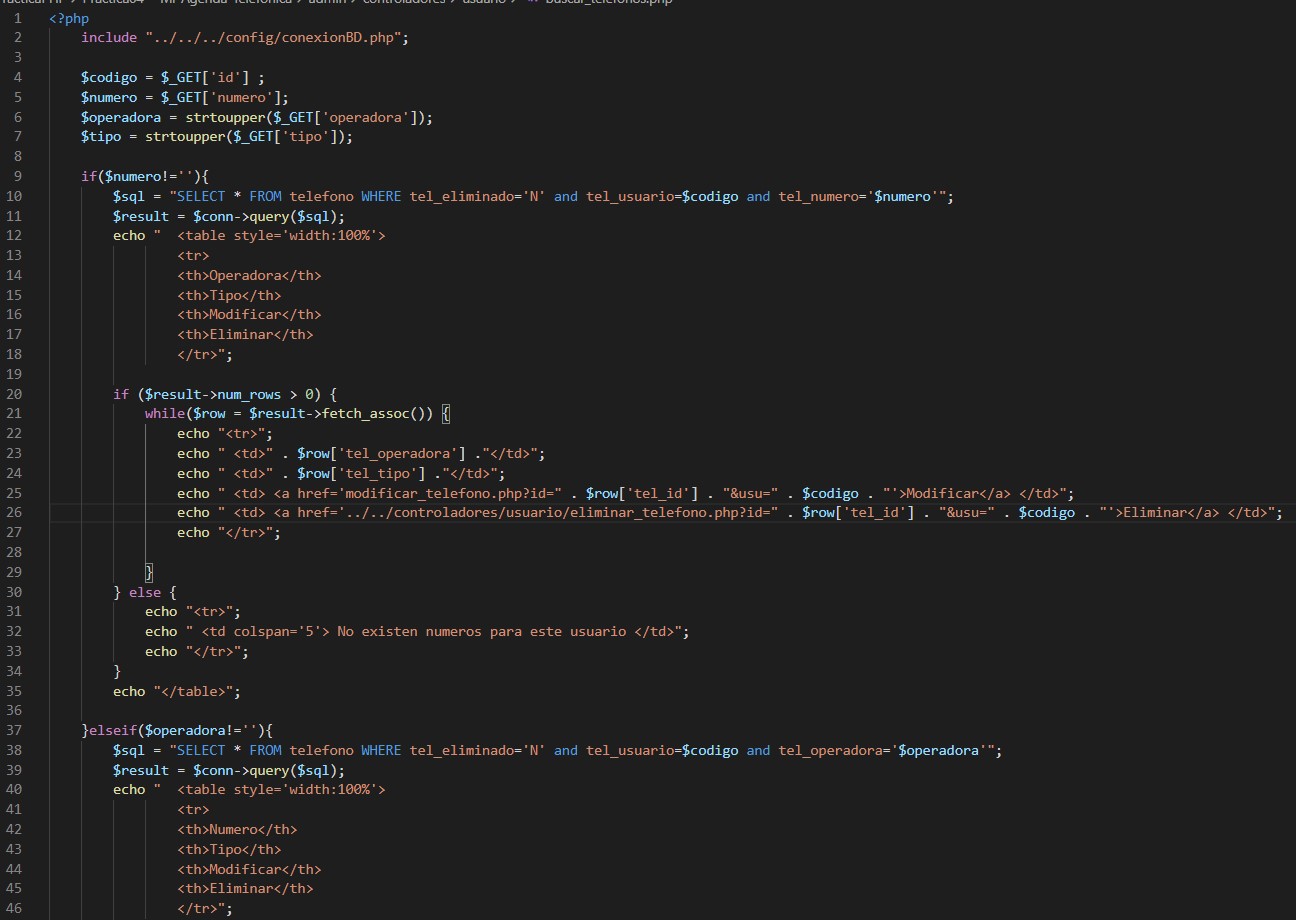 Practica04 > Mi Agenda Telefonica > admin > controladores > usuario > buscar_telefonos.php
1 <?php
2 include "../../../config/conexionBD.php";
3
4 $codigo = $_GET['id'] ;
5 $numero = $_GET['numero'];
6 $operadora = strtoupper($_GET['operadora']);
7 $tipo = strtoupper($_GET['tipo']);
8
9 if($numero!=''){
10 $sql = "SELECT * FROM telefono WHERE tel_eliminado='N' and tel_usuario=$codigo and tel_numero='$numero'";
11 $result = $conn->query($sql);
12 echo "  <table style='width:100%'>
13 <tr>
14 <th>Operadora</th>
15 <th>Tipo</th>
16 <th>Modificar</th>
17 <th>Eliminar</th>
18 </tr>";
19
20 if ($result->num_rows > 0) {
21 while($row = $result->fetch_assoc()) {
22 echo "<tr>";
23 echo " <td>" . $row['tel_operadora'] ."</td>";
24 echo " <td>" . $row['tel_tipo'] ."</td>";
25 echo " <td> <a href='modificar_telefono.php?id=" . $row['tel_id'] . "&usu=" . $codigo . "'>Modificar</a> </td>";
26 echo " <td> <a href='../../controladores/usuario/eliminar_telefono.php?id=" . $row['tel_id'] . "&usu=" . $codigo . "'>Eliminar</a> </td>";
27 echo "</tr>";
28
29 }
30 } else {
31 echo "<tr>";
32 echo " <td colspan='5'> No existen numeros para este usuario </td>";
33 echo "</tr>";
34 }
35 echo "</table>";
36
37 }elseif($operadora!=''){
38 $sql = "SELECT * FROM telefono WHERE tel_eliminado='N' and tel_usuario=$codigo and tel_operadora='$operadora'";
39 $result = $conn->query($sql);
40 echo "  <table style='width:100%'>
41 <tr>
42 <th>Numero</th>
43 <th>Tipo</th>
44 <th>Modificar</th>
45 <th>Eliminar</th>
46 </tr>";